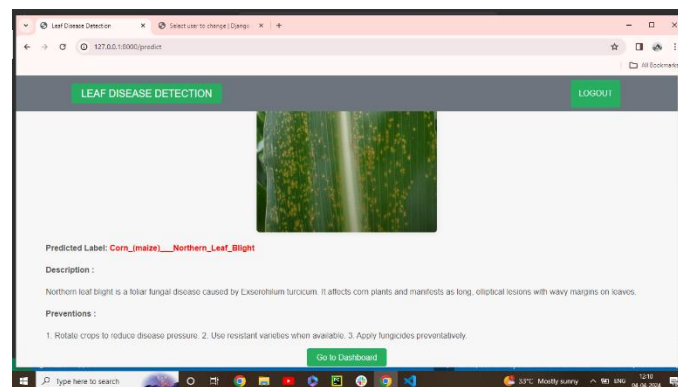 Leaf Disease Detection
Select user to change | Django
127.0.0.1:8000/predict
All Bookmarks
LEAF DISEASE DETECTION
LOGOUT
Predicted Label: Corn_(maize)___Northern_Leaf_Blight
Description :
Northern leaf blight is a foliar fungal disease caused by Exserohilum turcicum. It affects corn plants and manifests as long, elliptical lesions with wavy margins on leaves.
Preventions :
1. Rotate crops to reduce disease pressure. 2. Use resistant varieties when available. 3. Apply fungicides preventatively.
Go to Dashboard
Type here to search
33°C Mostly sunny
ENG
12:10
04-04-2024